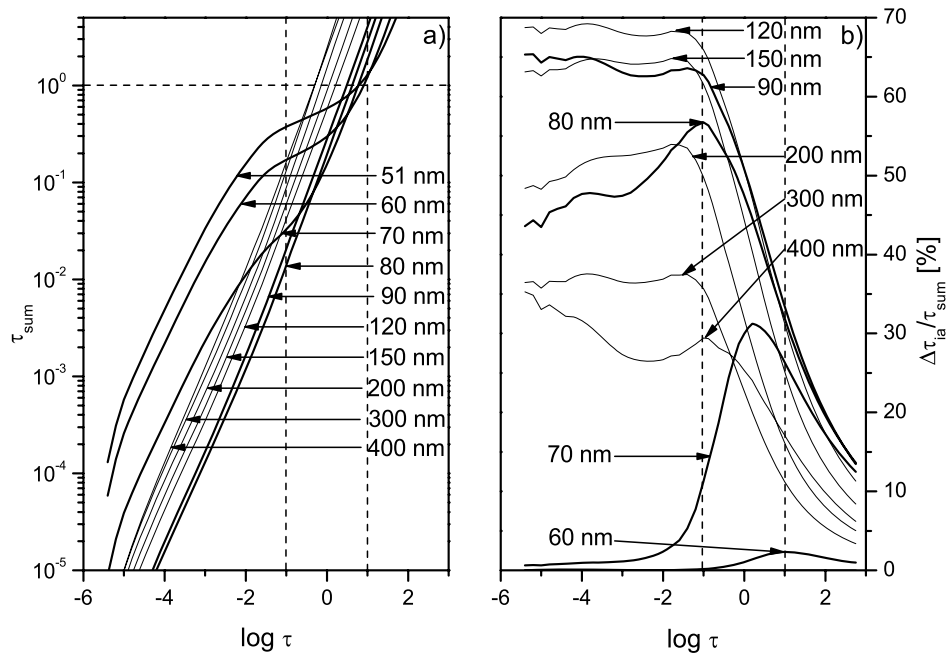 a)
10⁰
10⁻¹
10⁻²
10⁻³
10⁻⁴
10⁻⁵
τsum
51 nm
60 nm
70 nm
80 nm
90 nm
120 nm
150 nm
200 nm
300 nm
400 nm
-6 -4 -2 0 2
log τ
b)
120 nm
150 nm
90 nm
80 nm
200 nm
300 nm
400 nm
70 nm
60 nm
-6 -4 -2 0 2
log τ
70
60
50
40
30
20
10
0
Δτia/τsum [%]